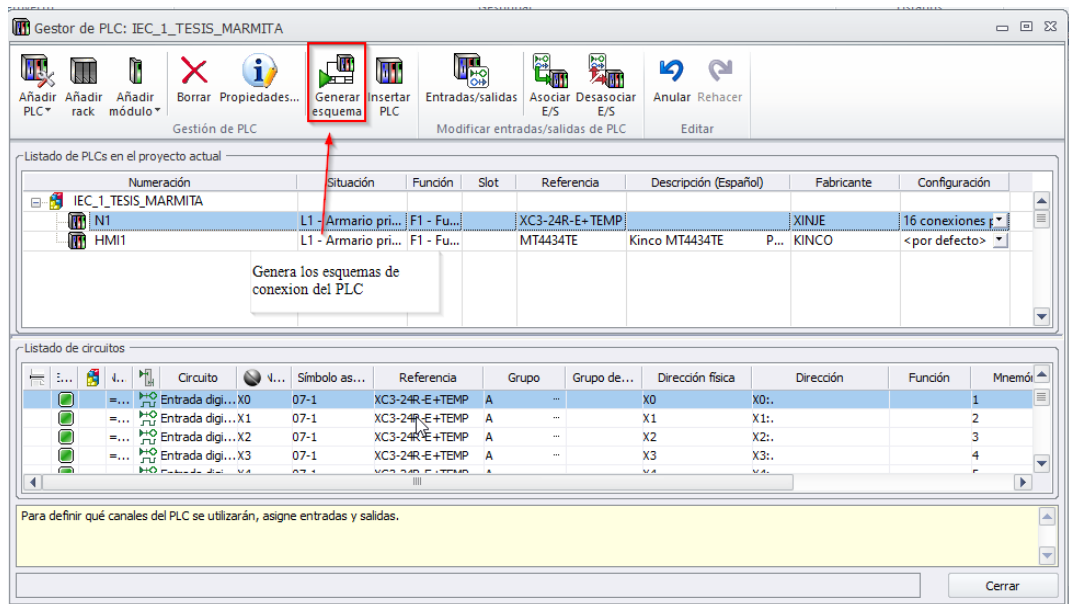 Gestor de PLC: IEC_1_TESIS_MARMITA
Añadir PLC
Añadir rack
Añadir módulo
Borrar
Propiedades...
Generar esquema
Insertar PLC
Entradas/salidas
Asociar E/S
Desasociar E/S
Anular
Rehacer
Gestión de PLC
Modificar entradas/salidas de PLC
Editar
Listado de PLCs en el proyecto actual
Numeración Situación Función Slot Referencia Descripción (Español) Fabricante Configuración
IEC_1_TESIS_MARMITA
N1 L1 - Armario pri... F1 - Fu... XC3-24R-E+TEMP XINJE 16 conexiones p
HMI1 L1 - Armario pri... F1 - Fu... MT4434TE Kinco MT4434TE P... KINCO <por defecto>
Genera los esquemas de
conexion del PLC
Listado de circuitos
Circuito Símbolo as... Referencia Grupo Grupo de... Dirección física Dirección Función Mnemó
=... Entrada digi... X0 07-1 XC3-24R-E+TEMP A ... X0 X0:. 1
=... Entrada digi... X1 07-1 XC3-24R-E+TEMP A ... X1 X1:. 2
=... Entrada digi... X2 07-1 XC3-24R-E+TEMP A ... X2 X2:. 3
=... Entrada digi... X3 07-1 XC3-24R-E+TEMP A ... X3 X3:. 4
Para definir qué canales del PLC se utilizarán, asigne entradas y salidas.
Cerrar